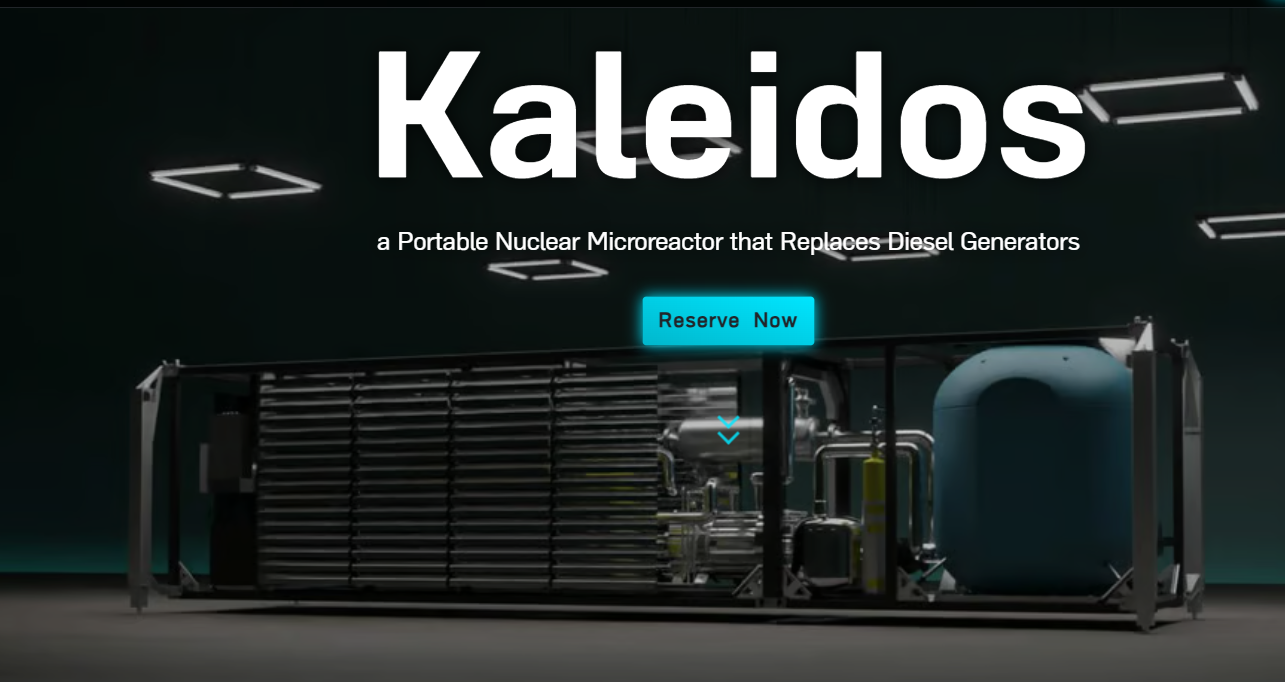 Kaleidos
a Portable Nuclear Microreactor that Replaces Diesel Generators
Reserve Now